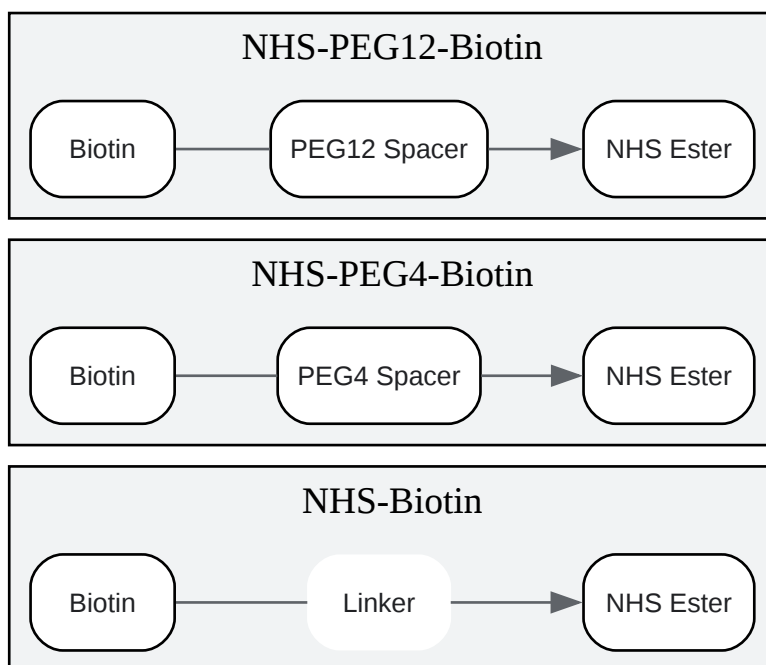 NHS-PEG12-Biotin
Biotin PEG12 Spacer NHS Ester
NHS-PEG4-Biotin
Biotin PEG4 Spacer NHS Ester
NHS-Biotin
Biotin Linker NHS Ester